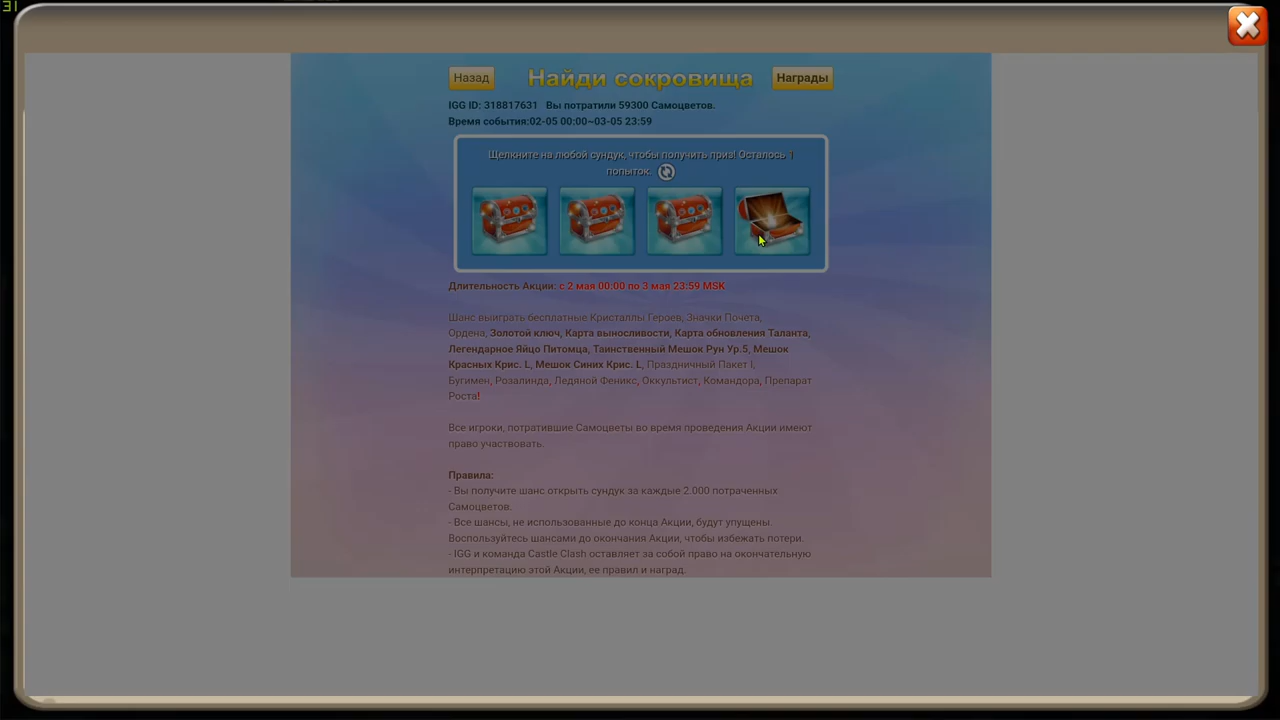 31
Назад
Найди сокровища
Награды
IGG ID: 318817631 Вы потратили 59300 Самоцветов.
Время события:02-05 00:00~03-05 23:59
Щелкните на любой сундук, чтобы получить приз! Осталось 1
попыток.
Длительность Акции: с 2 мая 00:00 по 3 мая 23:59 MSK
Шанс выиграть бесплатные Кристаллы Героев, Значки Почета,
Ордена, Золотой ключ, Карта выносливости, Карта обновления Таланта,
Легендарное Яйцо Питомца, Таинственный Мешок Рун Ур.5, Мешок
Красных Крис. L, Мешок Синих Крис. L, Праздничный Пакет I,
Бугимен, Розалинда, Ледяной Феникс, Оккультист, Командора, Препарат
Роста!
Все игроки, потратившие Самоцветы во время проведения Акции имеют
право участвовать.
Правила:
- Вы получите шанс открыть сундук за каждые 2.000 потраченных
Самоцветов.
- Все шансы, не использованные до конца Акции, будут упущены.
Воспользуйтесь шансами до окончания Акции, чтобы избежать потери.
- IGG и команда Castle Clash оставляет за собой право на окончательную
интерпретацию этой Акции, ее правил и наград.